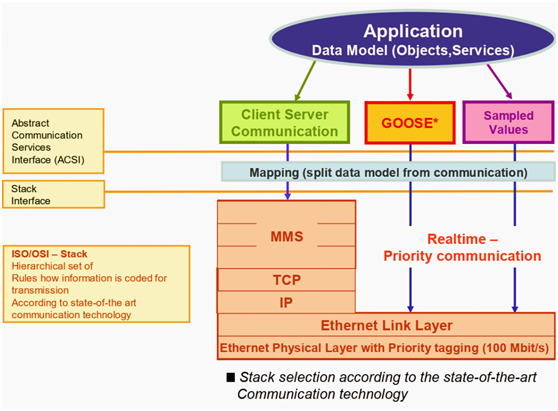 Application
Data Model (Objects,Services)
Client Server
Communication
GOOSE*
Sampled
Values
Abstract
Communication
Services
Interface (ACSI)
Mapping (split data model from communication)
Stack
Interface
MMS
Realtime –
Priority communication
ISO/OSI – Stack
Hierarchical set of
Rules how information is coded for
transmission
According to state-of-the art
communication technology
TCP
IP
Ethernet Link Layer
Ethernet Physical Layer with Priority tagging (100 Mbit/s)
■ Stack selection according to the state-of-the-art
Communication technology